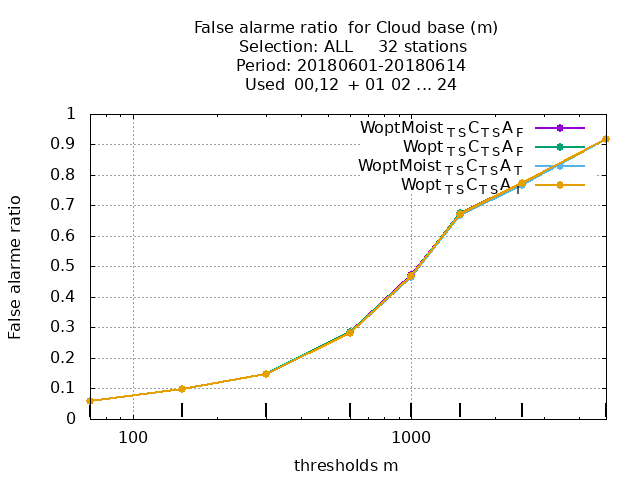 False alarme ratio  for Cloud base (m)
Selection: ALL     32 stations
Period: 20180601-20180614
Used  00,12  + 01 02 ... 24
WoptMoist TS C TS A F
Wopt TS C TS A F
WoptMoist TS C TS A T
Wopt TS C TS A T
1
0.9
0.8
0.7
0.6
0.5
0.4
0.3
0.2
0.1
0
False alarme ratio
100 1000
thresholds m